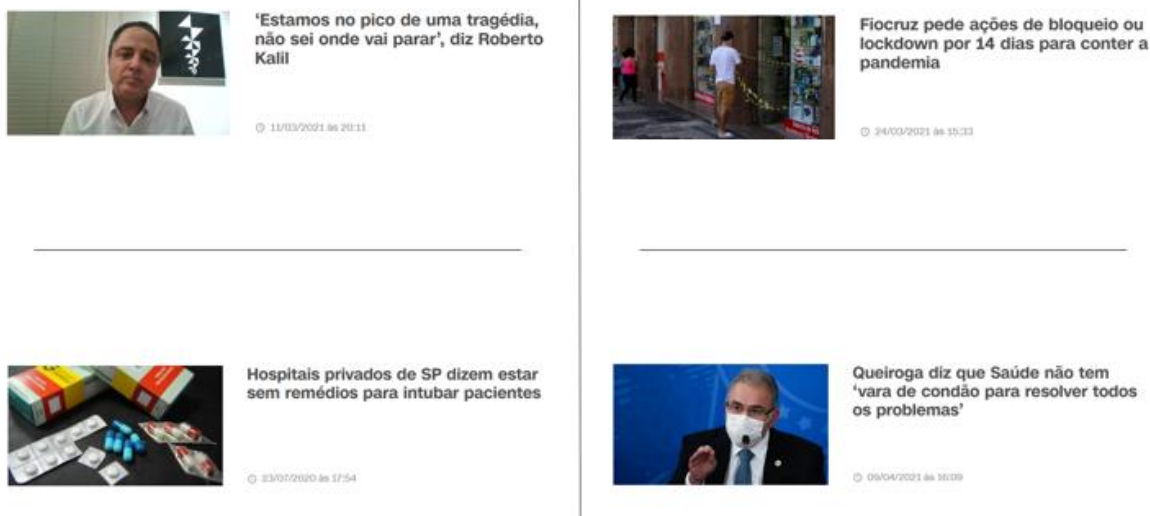 ‘Estamos no pico de uma tragédia,
não sei onde vai parar’, diz Roberto
Kalil
11/03/2021 às 20:11
Fiocruz pede ações de bloqueio ou
lockdown por 14 dias para conter a
pandemia
24/03/2021 às 15:33
Hospitais privados de SP dizem estar
sem remédios para intubar pacientes
23/07/2020 às 17:54
Queiroga diz que Saúde não tem
‘vara de condão para resolver todos
os problemas’
09/04/2021 às 16:09